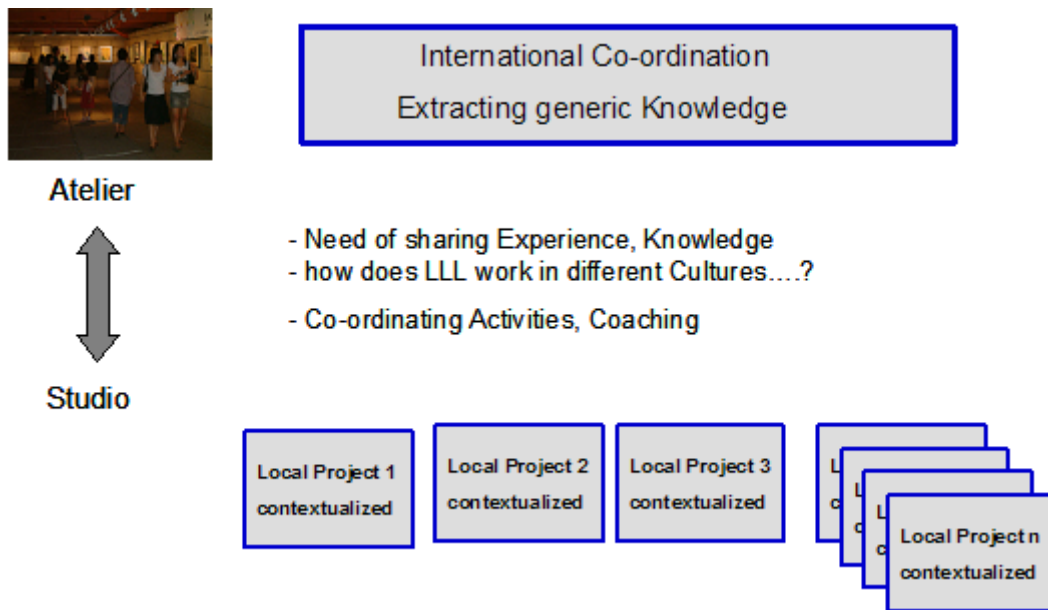 International Co-ordination
Extracting generic Knowledge
Atelier
- Need of sharing Experience, Knowledge
- how does LLL work in different Cultures....?
- Co-ordinating Activities, Coaching
Studio
Local Project 1
contextualized
Local Project 2
contextualized
Local Project 3
contextualized
L
c
L
c
L
c
Local Project n
contextualized